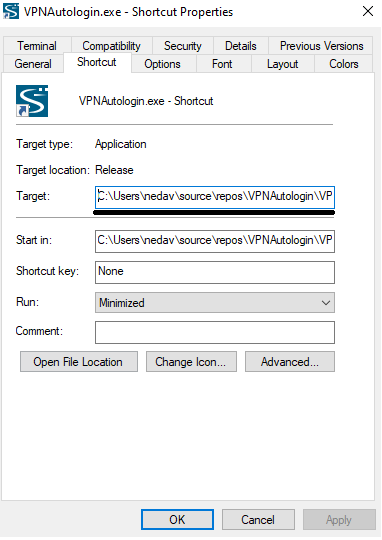 VPNAutologin.exe - Shortcut Properties
Terminal Compatibility Security Details Previous Versions
General Shortcut Options Font Layout Colors
VPNAutologin.exe - Shortcut
Target type: Application
Target location: Release
Target: C:\Users\nedav\source\repos\VPNAutologin\VP
Start in: C:\Users\nedav\source\repos\VPNAutologin\VP
Shortcut key: None
Run: Minimized
Comment:
Open File Location Change Icon... Advanced...
OK Cancel Apply